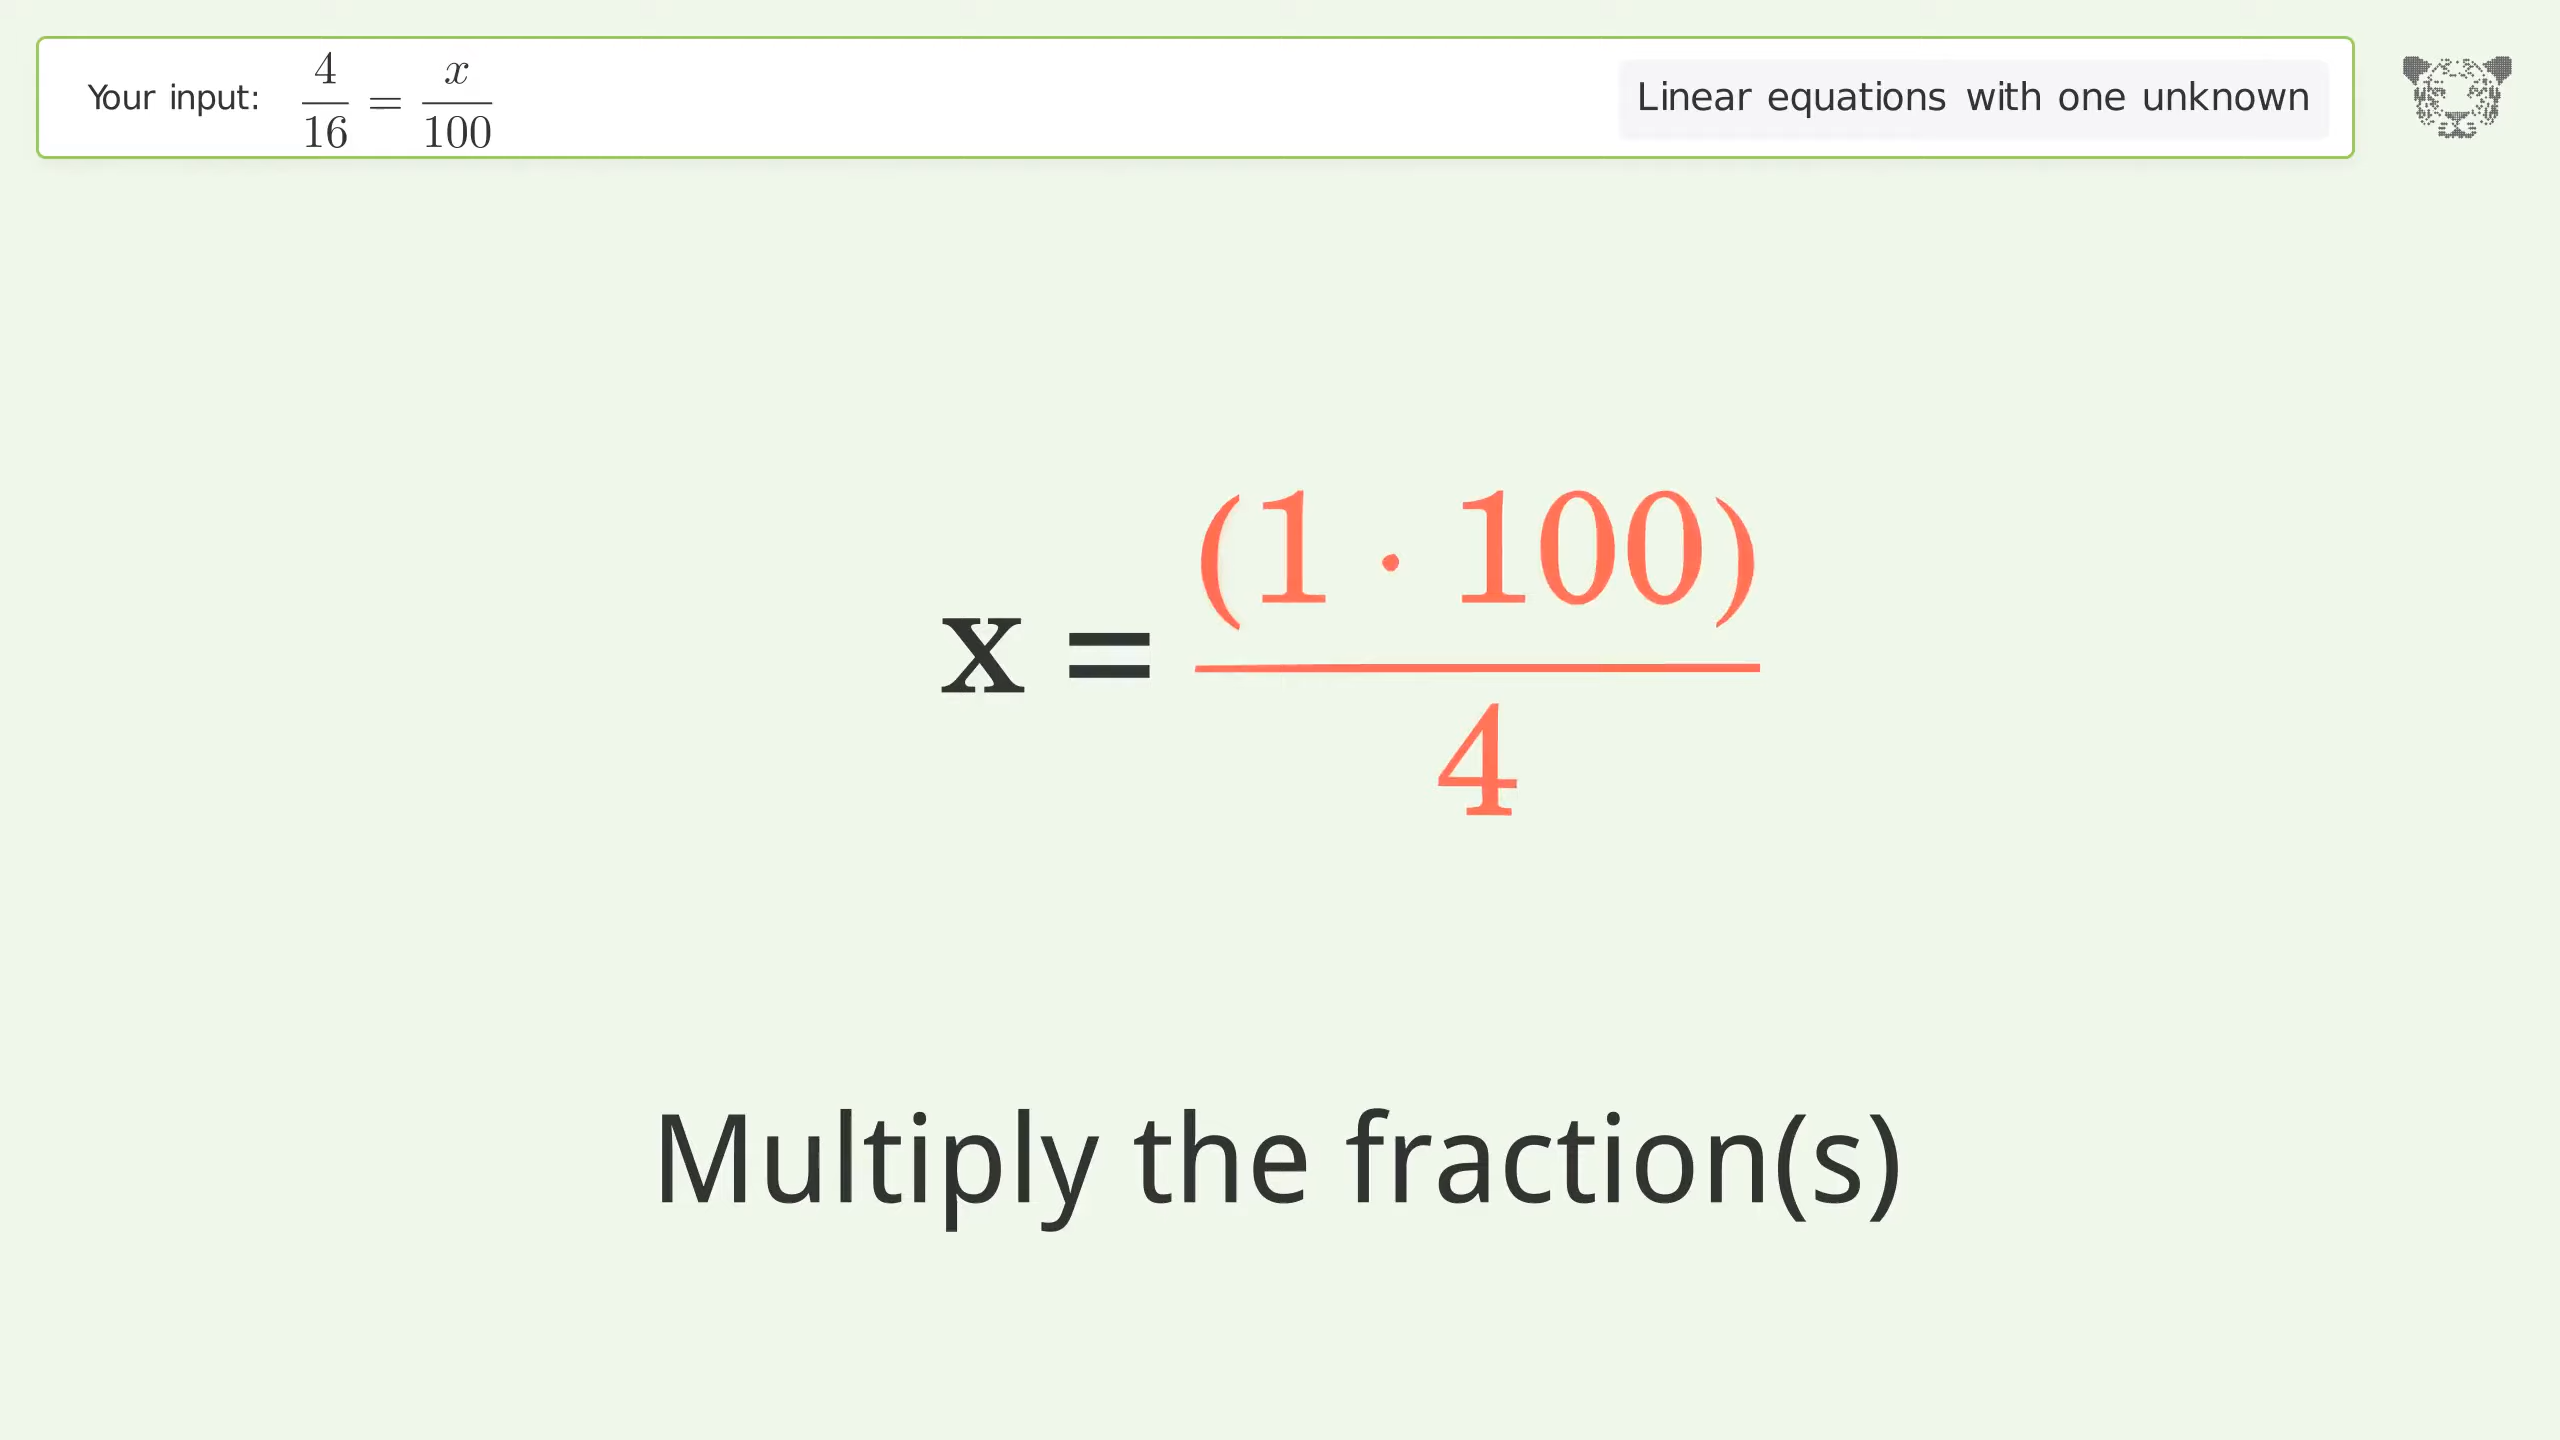 Your input: 4/16 = x/100
Linear equations with one unknown
x = (1 · 100)/4
Multiply the fraction(s)